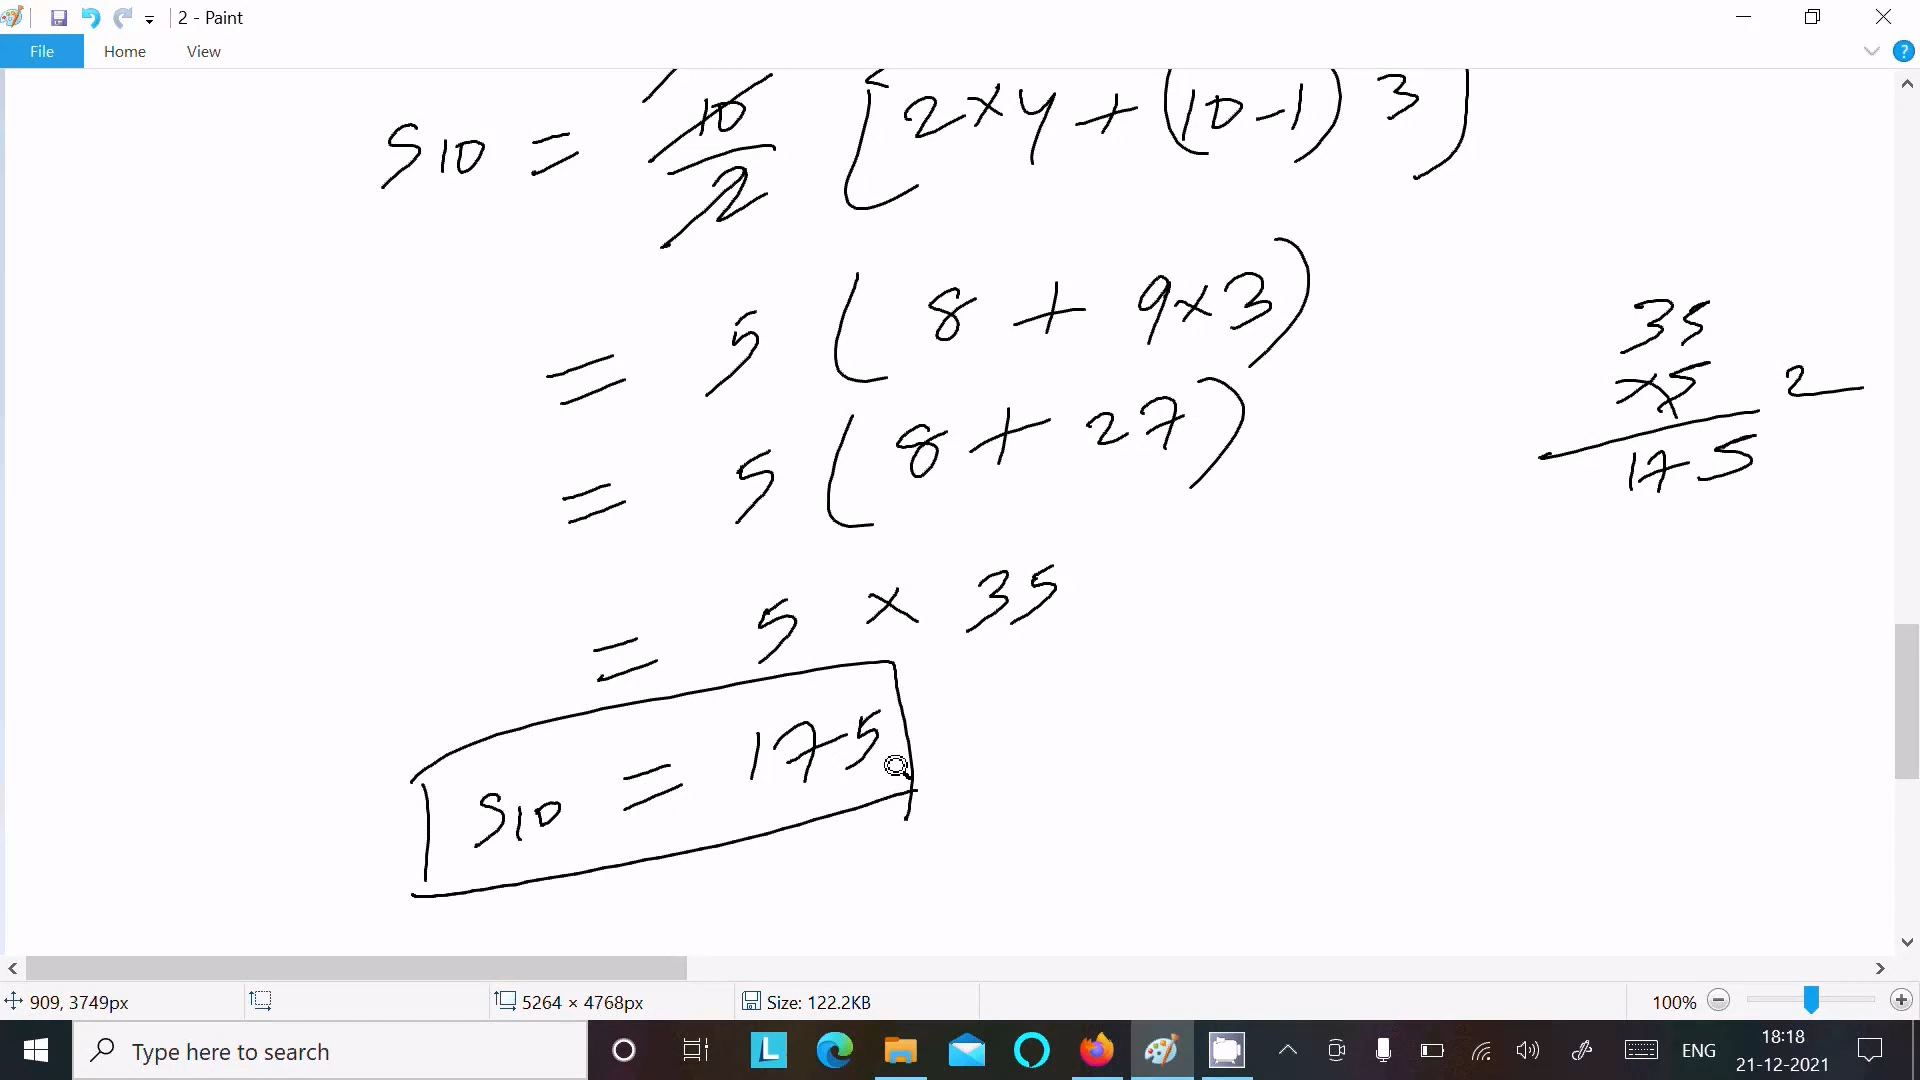 2 - Paint
File Home View
S10 = 10/2 [2×4 + (10-1) 3]
= 5 ( 8 + 9×3)
= 5 ( 8 + 27)
= 5 × 35
S10 = 175
35
×5 2
175
909, 3749px 5264 × 4768px Size: 122.2KB 100%
Type here to search
L
ENG
18:18
21-12-2021